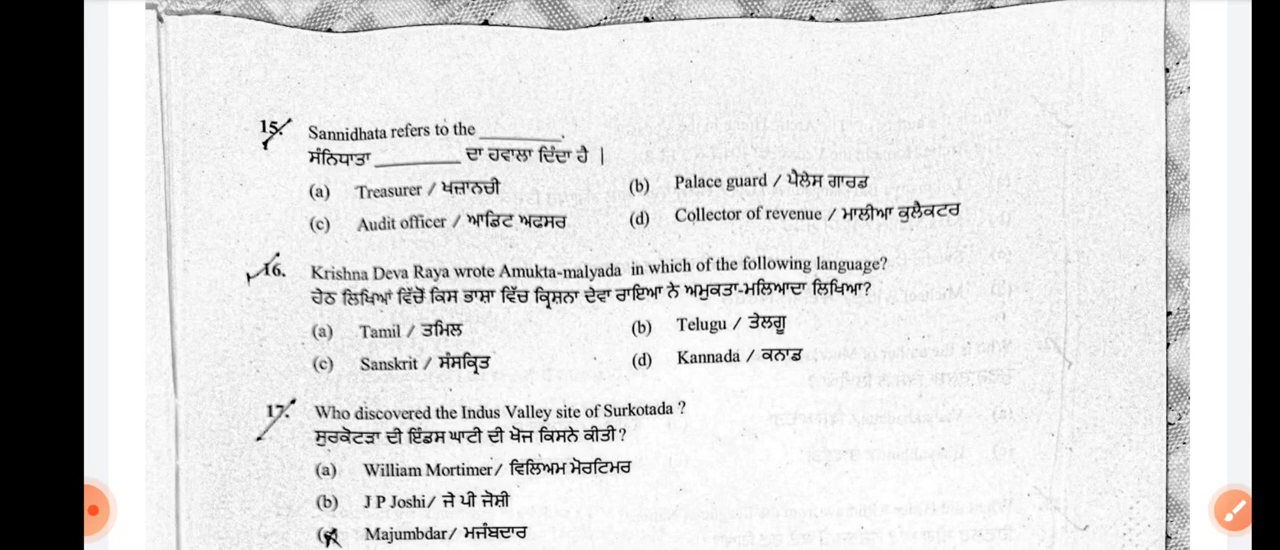 15. Sannidhata refers to the ________.
ਸੰਨਿਧਾਤਾ ________ ਦਾ ਹਵਾਲਾ ਦਿੰਦਾ ਹੈ |
(a) Treasurer / ਖਜ਼ਾਨਚੀ (b) Palace guard / ਪੈਲੇਸ ਗਾਰਡ
(c) Audit officer / ਆਡਿਟ ਅਫਸਰ (d) Collector of revenue / ਮਾਲੀਆ ਕੁਲੈਕਟਰ
16. Krishna Deva Raya wrote Amukta-malyada in which of the following language?
ਹੇਠ ਲਿਖਿਆਂ ਵਿੱਚੋਂ ਕਿਸ ਭਾਸ਼ਾ ਵਿੱਚ ਕ੍ਰਿਸ਼ਨਾ ਦੇਵਾ ਰਾਇਆ ਨੇ ਅਮੁਕਤਾ-ਮਲਿਆਦਾ ਲਿਖਿਆ?
(a) Tamil / ਤਮਿਲ (b) Telugu / ਤੇਲਗੂ
(c) Sanskrit / ਸੰਸਕ੍ਰਿਤ (d) Kannada / ਕਨਾਡ
17. Who discovered the Indus Valley site of Surkotada ?
ਸੁਰਕੋਟੜਾ ਦੀ ਇੰਡਸ ਘਾਟੀ ਦੀ ਖੋਜ ਕਿਸਨੇ ਕੀਤੀ?
(a) William Mortimer / ਵਿਲਿਅਮ ਮੋਰਟਿਮਰ
(b) J P Joshi / ਜੇ ਪੀ ਜੋਸ਼ੀ
Majumbdar / ਮਜੰਬਦਾਰ